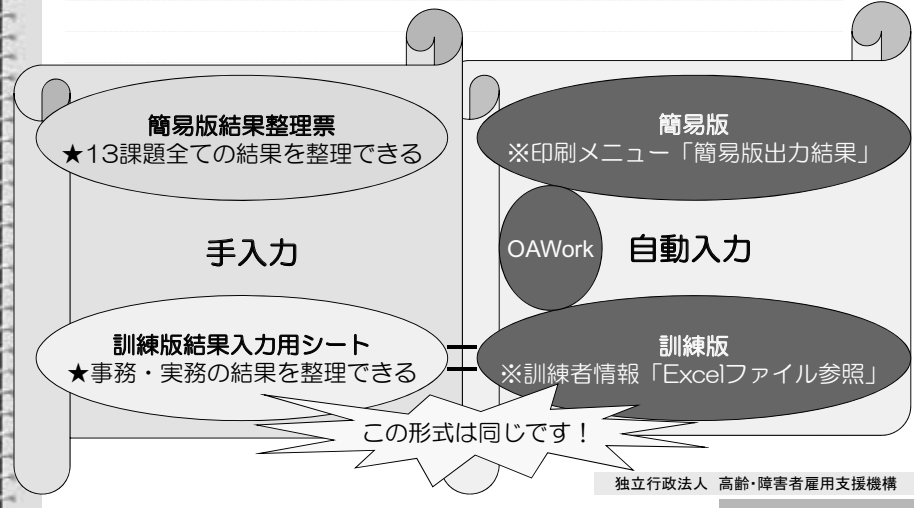 簡易版結果整理票
★13課題全ての結果を整理できる
手入力
訓練版結果入力用シート
★事務・実務の結果を整理できる
簡易版
※印刷メニュー「簡易版出力結果」
OAWork
自動入力
訓練版
※訓練者情報「Excelファイル参照」
この形式は同じです！
独立行政法人 高齢・障害者雇用支援機構